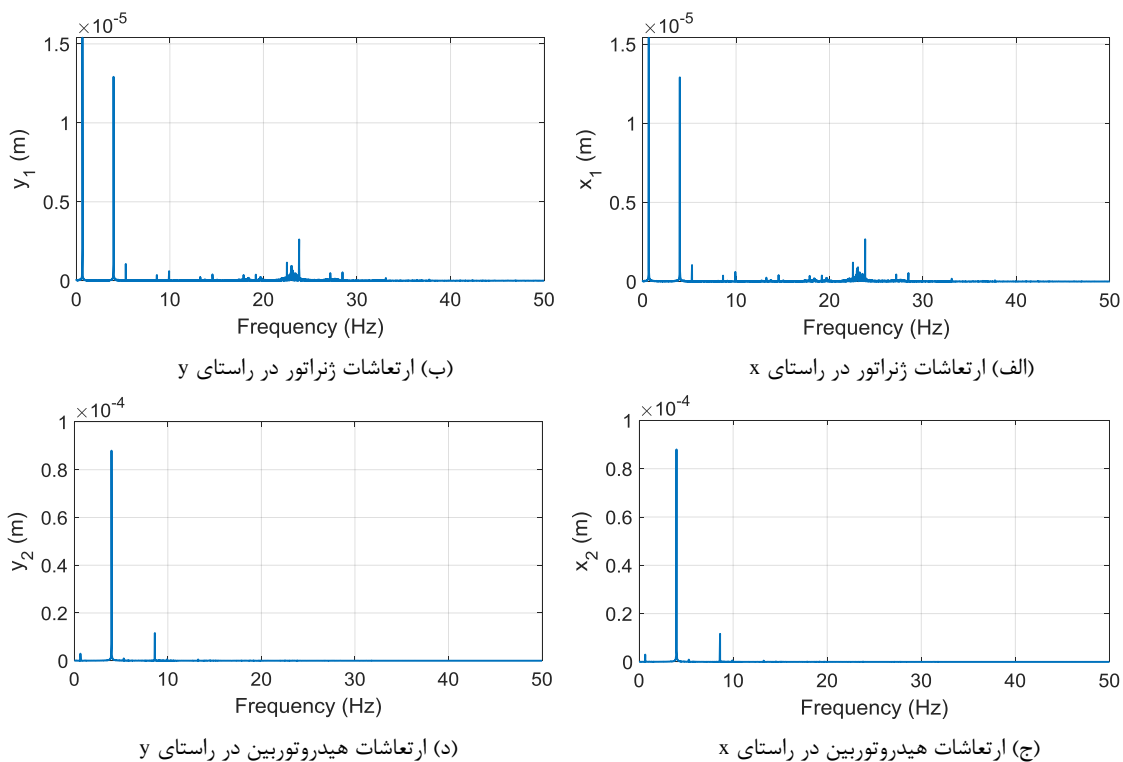 ×10⁻⁵
1.5
1
0.5
0
y₁ (m)
0 10 20 30 40 50
Frequency (Hz)
(ب) ارتعاشات ژنراتور در راستای y
×10⁻⁵
1.5
1
0.5
0
x₁ (m)
0 10 20 30 40 50
Frequency (Hz)
(الف) ارتعاشات ژنراتور در راستای x
×10⁻⁴
1
0.8
0.6
0.4
0.2
0
y₂ (m)
0 10 20 30 40 50
Frequency (Hz)
(د) ارتعاشات هیدروتوربین در راستای y
×10⁻⁴
1
0.8
0.6
0.4
0.2
0
x₂ (m)
0 10 20 30 40 50
Frequency (Hz)
(ج) ارتعاشات هیدروتوربین در راستای x